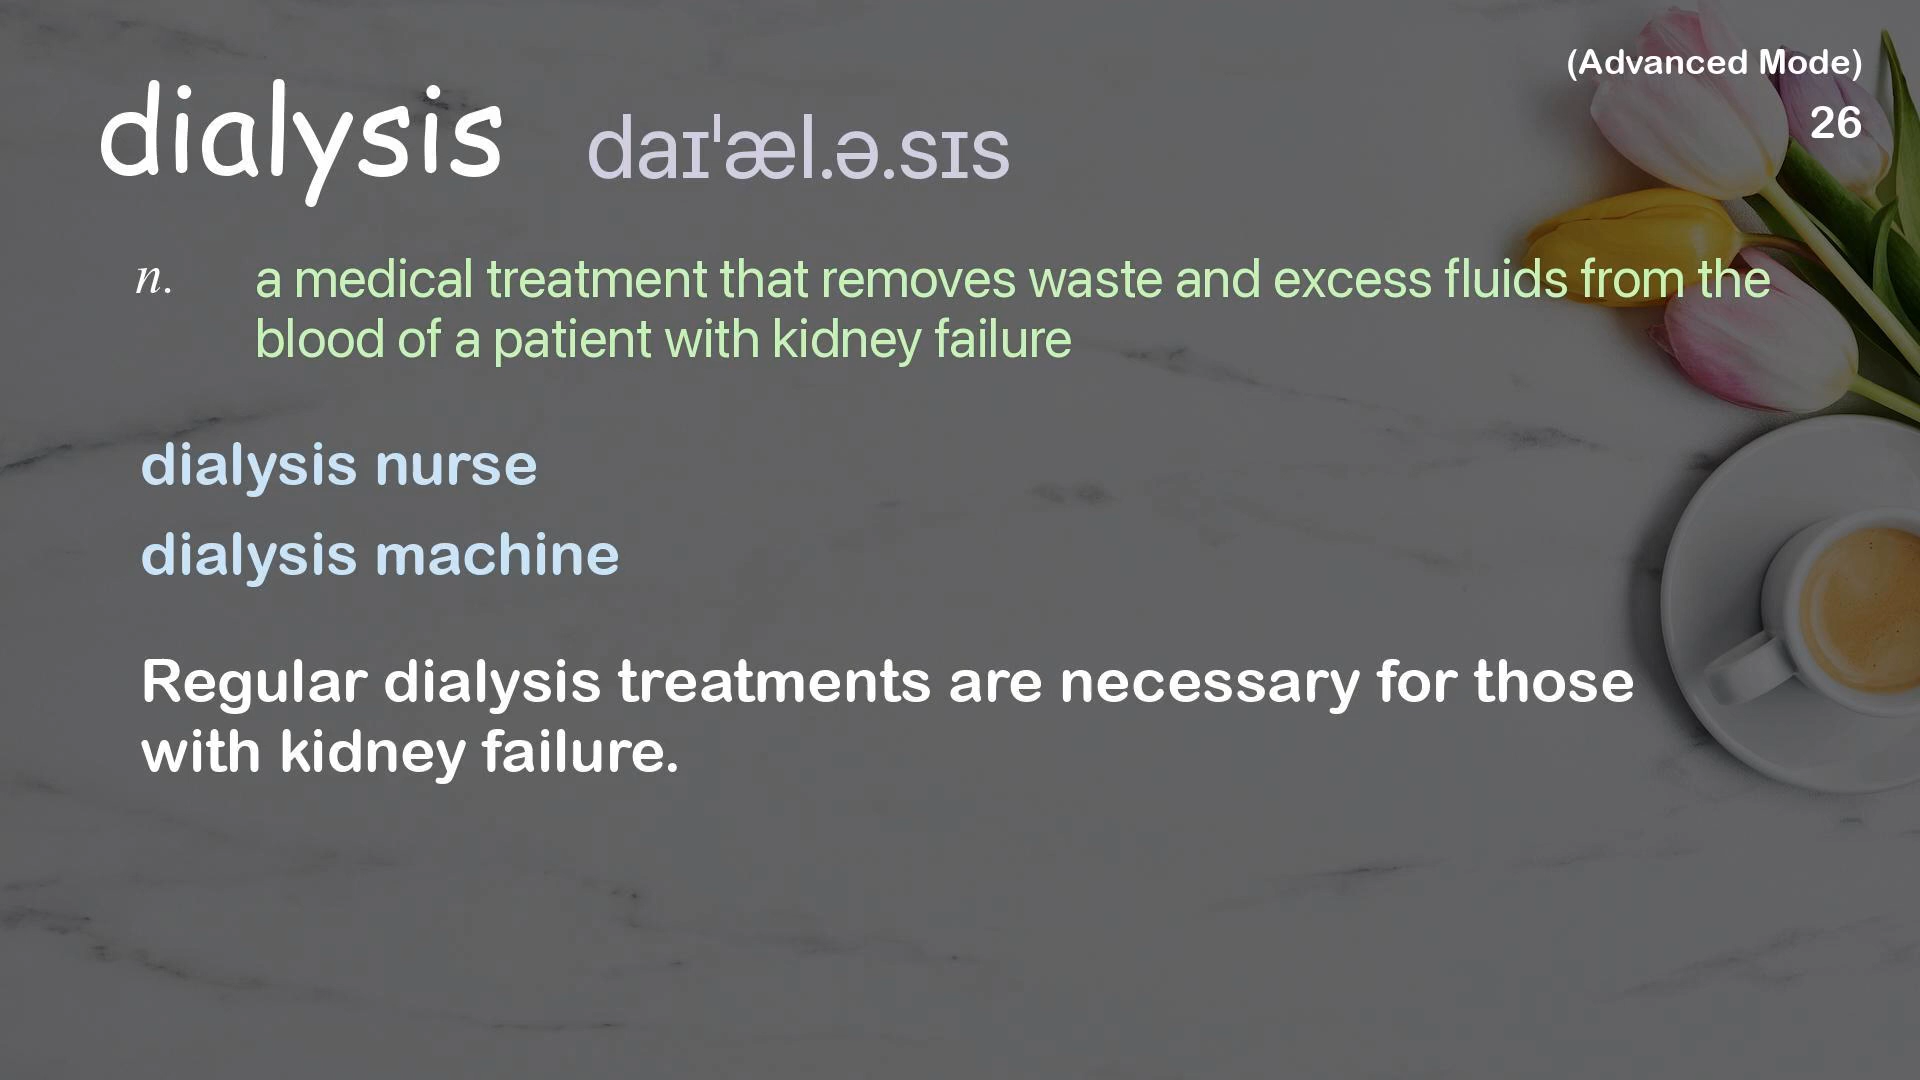 (Advanced Mode)
26
dialysis daɪˈæl.ə.sɪs
n. a medical treatment that removes waste and excess fluids from the
blood of a patient with kidney failure
dialysis nurse
dialysis machine
Regular dialysis treatments are necessary for those
with kidney failure.